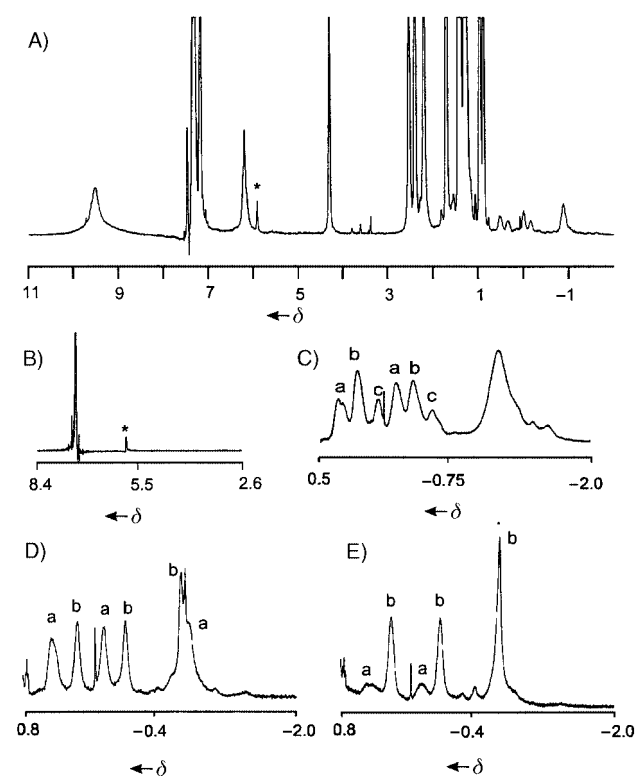 A)
*
11 9 7 5 3 1 −1
←δ
B) C)
*
a b c a b c
8.4 5.5 2.6
0.5 −0.75 −2.0
←δ ←δ
D) E)
a b a b b a
a b a b b
0.8 −0.4 −2.0
0.8 −0.4 −2.0
←δ ←δ